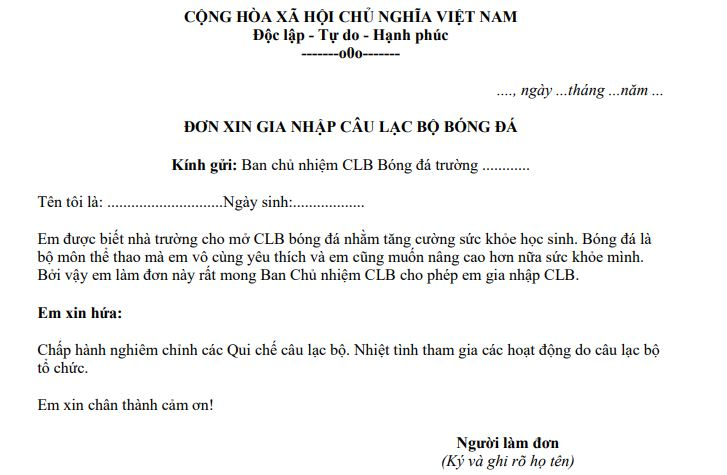 CỘNG HÒA XÃ HỘI CHỦ NGHĨA VIỆT NAM
Độc lập - Tự do - Hạnh phúc
-------o0o-------
...., ngày ...tháng ...năm ...
ĐƠN XIN GIA NHẬP CÂU LẠC BỘ BÓNG ĐÁ
Kính gửi: Ban chủ nhiệm CLB Bóng đá trường ............
Tên tôi là: .............................Ngày sinh:..................
Em được biết nhà trường cho mở CLB bóng đá nhằm tăng cường sức khỏe học sinh. Bóng đá là
bộ môn thể thao mà em vô cùng yêu thích và em cũng muốn nâng cao hơn nữa sức khỏe mình.
Bởi vậy em làm đơn này rất mong Ban Chủ nhiệm CLB cho phép em gia nhập CLB.
Em xin hứa:
Chấp hành nghiêm chỉnh các Qui chế câu lạc bộ. Nhiệt tình tham gia các hoạt động do câu lạc bộ
tổ chức.
Em xin chân thành cảm ơn!
Người làm đơn
(Ký và ghi rõ họ tên)